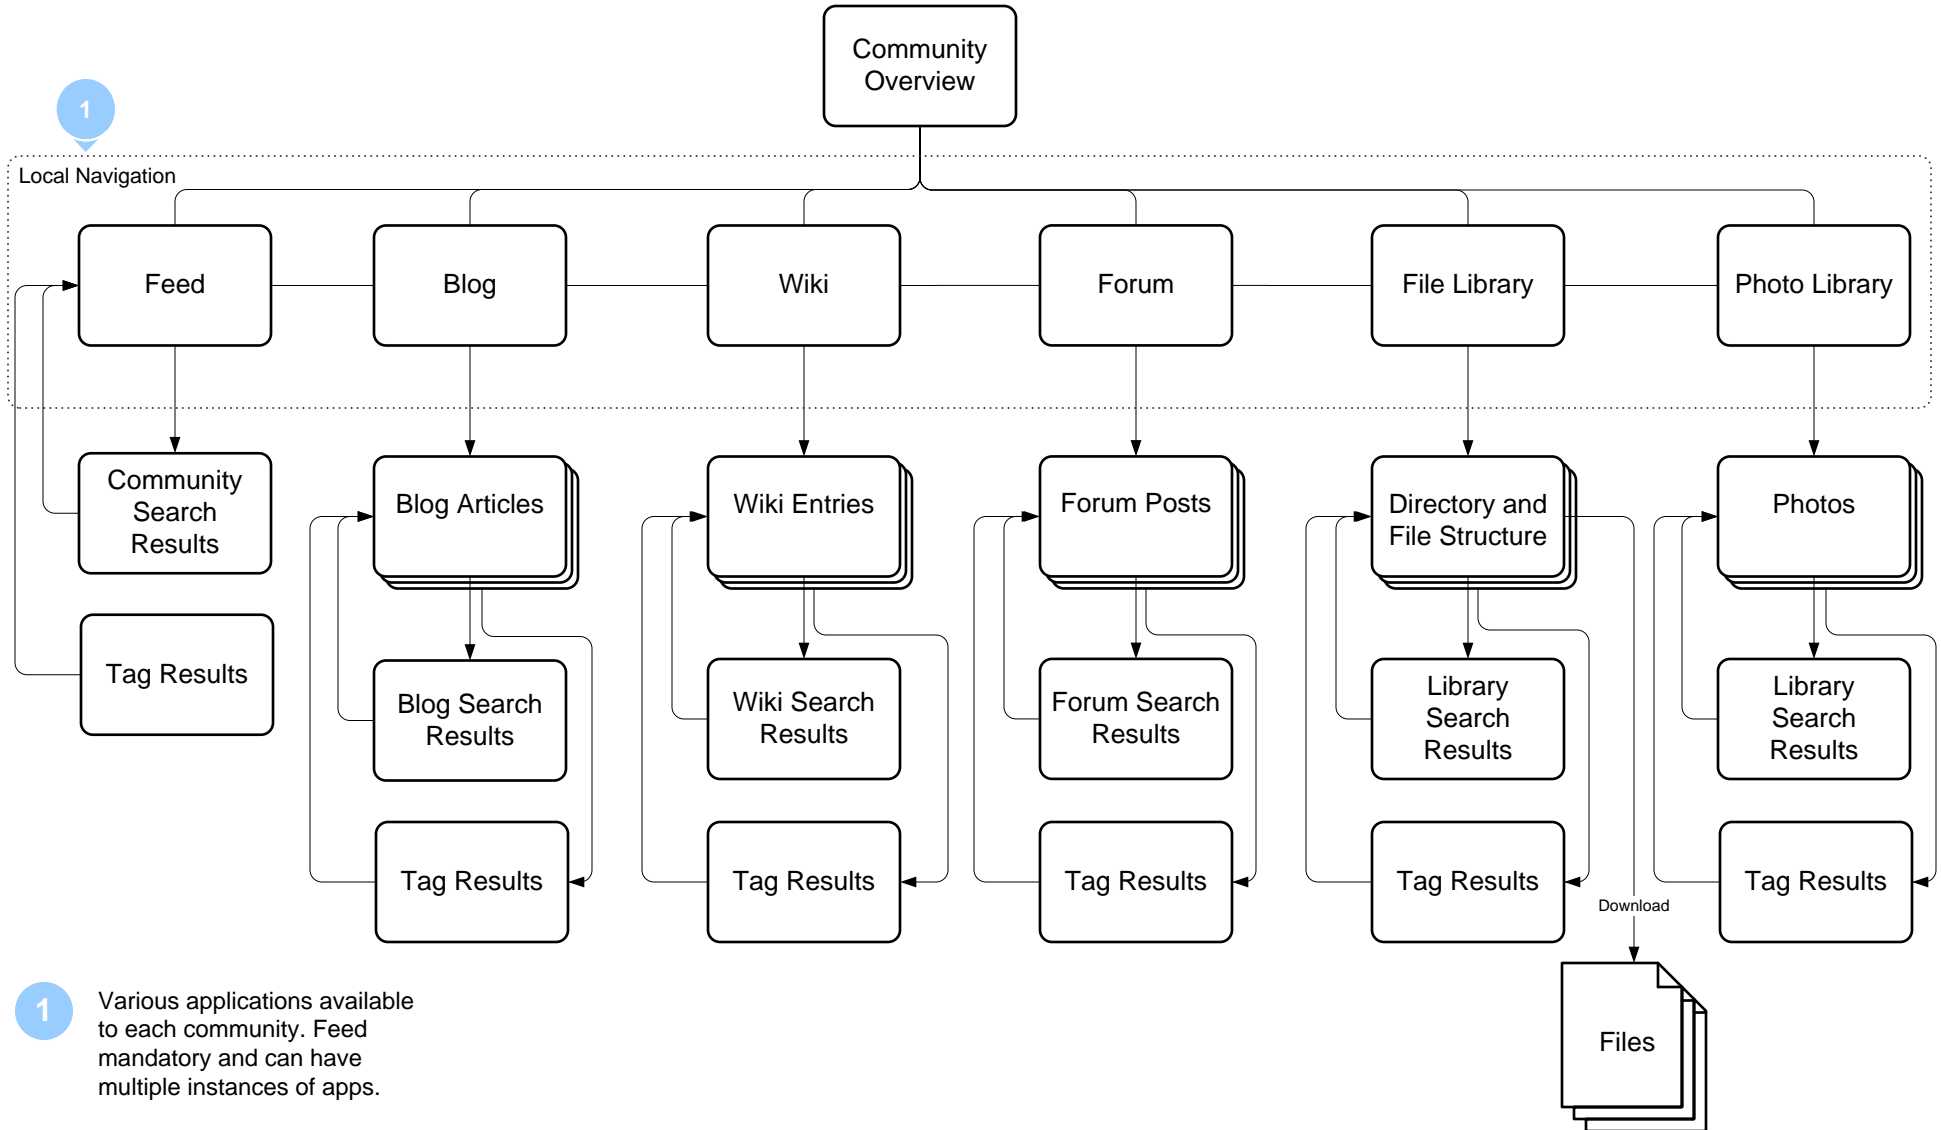 Community
Overview
1
Local Navigation
Feed
Blog
Wiki
Forum
File Library
Photo Library
Community
Search
Results
Blog Articles
Wiki Entries
Forum Posts
Directory and
File Structure
Photos
Tag Results
Blog Search
Results
Wiki Search
Results
Forum Search
Results
Library
Search
Results
Library
Search
Results
Tag Results
Tag Results
Tag Results
Tag Results
Tag Results
Download
Files
1
Various applications available
to each community. Feed
mandatory and can have
multiple instances of apps.